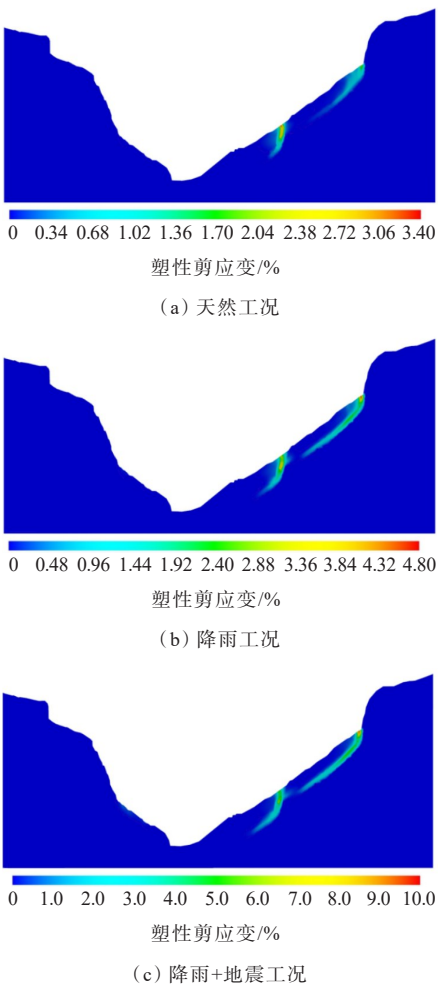 0 0.34 0.68 1.02 1.36 1.70 2.04 2.38 2.72 3.06 3.40
塑性剪应变/%
（a）天然工况
0 0.48 0.96 1.44 1.92 2.40 2.88 3.36 3.84 4.32 4.80
塑性剪应变/%
（b）降雨工况
0 1.0 2.0 3.0 4.0 5.0 6.0 7.0 8.0 9.0 10.0
塑性剪应变/%
（c）降雨+地震工况